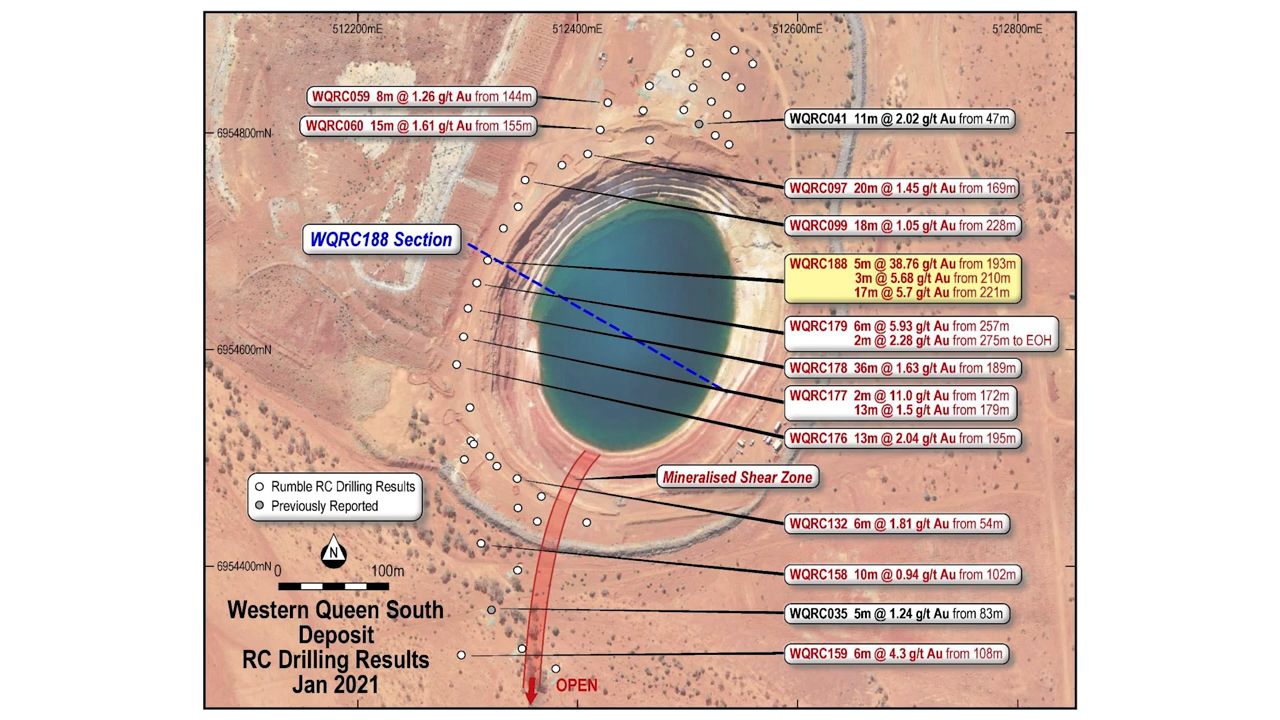 512200mE
512400mE
512600mE
512800mE
WQRC059 8m @ 1.26 g/t Au from 144m
WQRC060 15m @ 1.61 g/t Au from 155m
6954800mN
WQRC041 11m @ 2.02 g/t Au from 47m
WQRC097 20m @ 1.45 g/t Au from 169m
WQRC099 18m @ 1.05 g/t Au from 228m
WQRC188 Section
WQRC188 5m @ 38.76 g/t Au from 193m
3m @ 5.68 g/t Au from 210m
17m @ 5.7 g/t Au from 221m
WQRC179 6m @ 5.93 g/t Au from 257m
2m @ 2.28 g/t Au from 275m to EOH
6954600mN
WQRC178 36m @ 1.63 g/t Au from 189m
WQRC177 2m @ 11.0 g/t Au from 172m
13m @ 1.5 g/t Au from 179m
WQRC176 13m @ 2.04 g/t Au from 195m
Mineralised Shear Zone
Rumble RC Drilling Results
Previously Reported
WQRC132 6m @ 1.81 g/t Au from 54m
N
6954400mN
0 100m
WQRC158 10m @ 0.94 g/t Au from 102m
WQRC035 5m @ 1.24 g/t Au from 83m
WQRC159 6m @ 4.3 g/t Au from 108m
Western Queen South
Deposit
RC Drilling Results
Jan 2021
OPEN